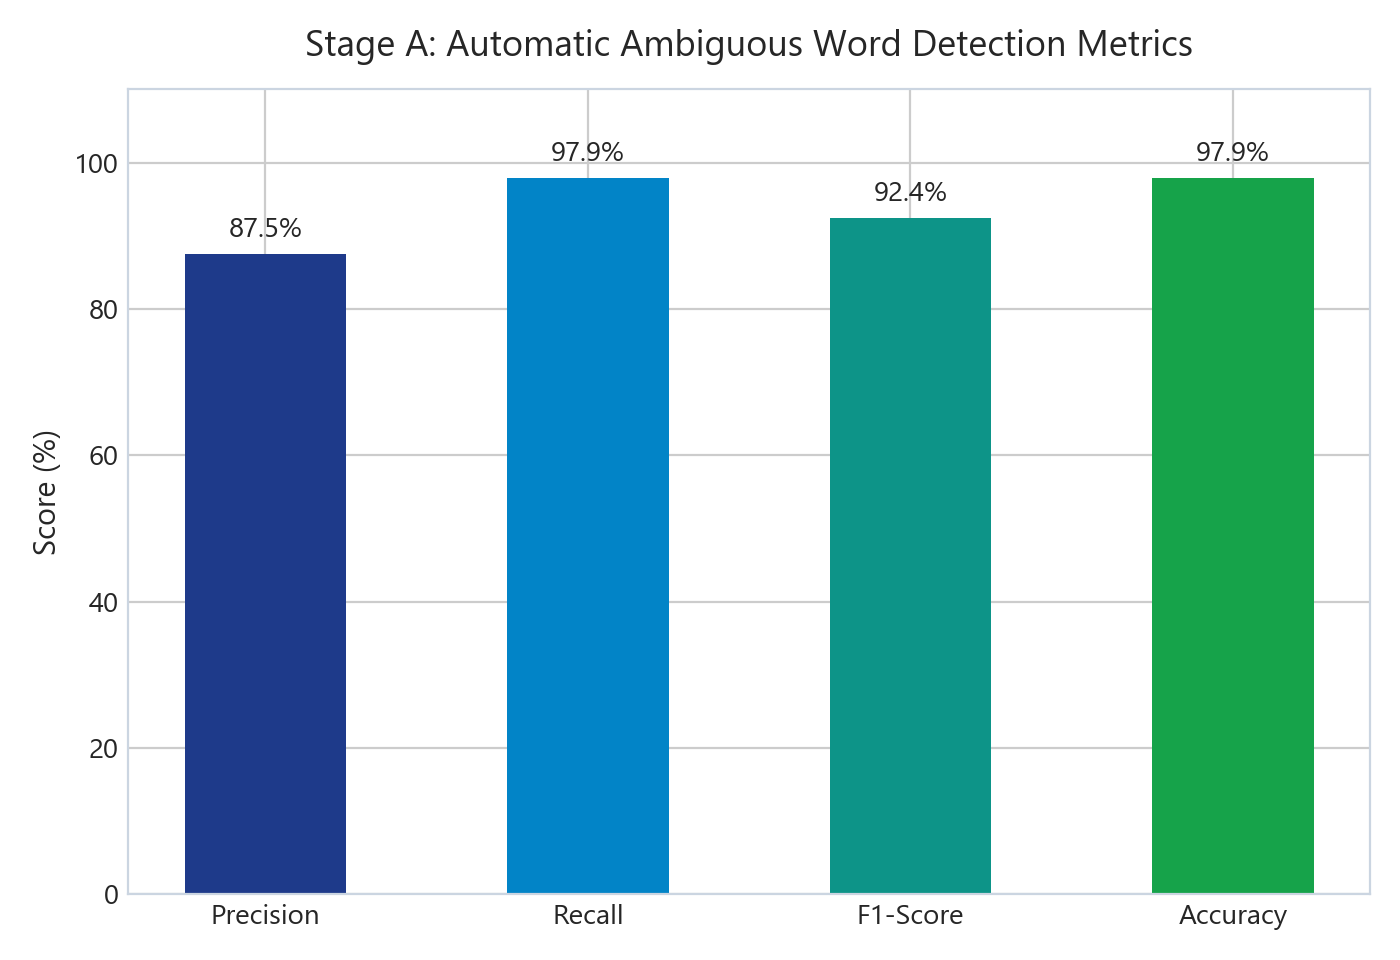 Stage A: Automatic Ambiguous Word Detection Metrics
Score (%)
100
80
60
40
20
0
87.5%
97.9%
92.4%
97.9%
Precision
Recall
F1-Score
Accuracy